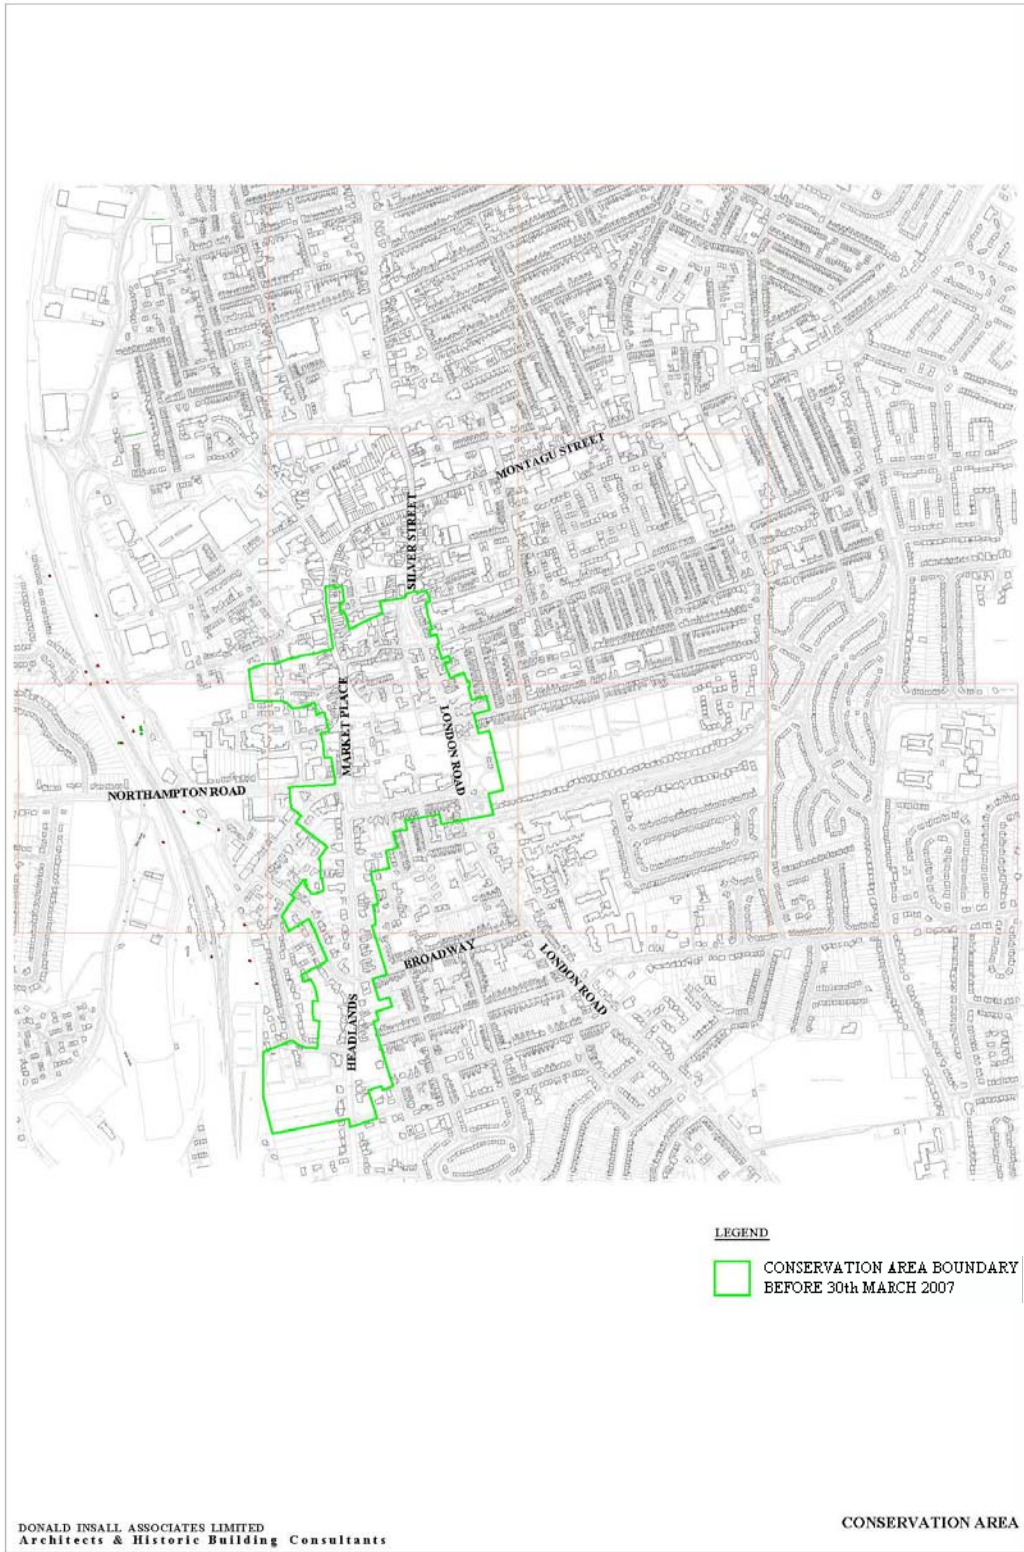 MONTAGU STREET
SILVER STREET
MARKET PLACE
LONDON ROAD
NORTHAMPTON ROAD
BROADWAY
LONDON ROAD
HEADLANDS
LEGEND
CONSERVATION AREA BOUNDARY
BEFORE 30th MARCH 2007
DONALD INSALL ASSOCIATES LIMITED
Architects & Historic Building Consultants
CONSERVATION AREA